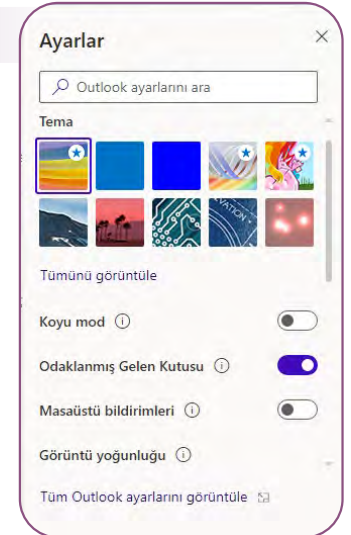 Ayarlar
Outlook ayarlarını ara
Tema
Tümünü görüntüle
Koyu mod
Odaklanmış Gelen Kutusu
Masaüstü bildirimleri
Görüntü yoğunluğu
Tüm Outlook ayarlarını görüntüle